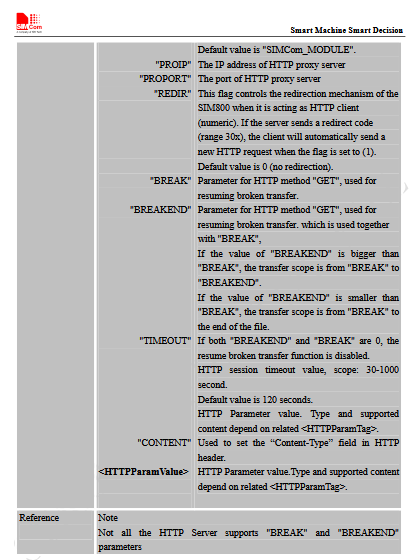 SIMCom
Smart Machine Smart Decision
Default value is "SIMCom_MODULE".
"PROIP" The IP address of HTTP proxy server
"PROPORT" The port of HTTP proxy server
"REDIR" This flag controls the redirection mechanism of the
SIM800 when it is acting as HTTP client
(numeric). If the server sends a redirect code
(range 30x), the client will automatically send a
new HTTP request when the flag is set to (1).
Default value is 0 (no redirection).
"BREAK" Parameter for HTTP method "GET", used for
resuming broken transfer.
"BREAKEND" Parameter for HTTP method "GET", used for
resuming broken transfer. which is used together
with "BREAK",
If the value of "BREAKEND" is bigger than
"BREAK", the transfer scope is from "BREAK" to
"BREAKEND".
If the value of "BREAKEND" is smaller than
"BREAK", the transfer scope is from "BREAK" to
the end of the file.
"TIMEOUT" If both "BREAKEND" and "BREAK" are 0, the
resume broken transfer function is disabled.
HTTP session timeout value, scope: 30-1000
second.
Default value is 120 seconds.
HTTP Parameter value. Type and supported
content depend on related <HTTPParamTag>.
"CONTENT" Used to set the “Content-Type” field in HTTP
header.
<HTTPParamValue> HTTP Parameter value.Type and supported content
depend on related <HTTPParamTag>.
Reference Note
Not all the HTTP Server supports "BREAK" and "BREAKEND"
parameters